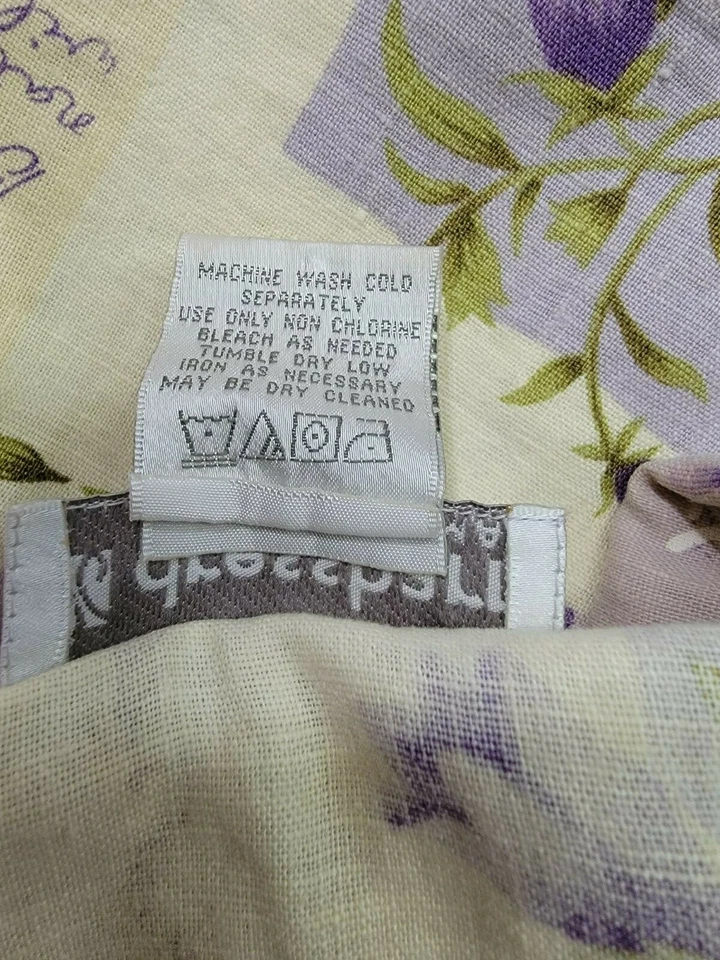 MACHINE WASH COLD
SEPARATELY
USE ONLY NON CHLORINE
BLEACH AS NEEDED
TUMBLE DRY LOW
IRON AS NECESSARY
MAY BE DRY CLEANED